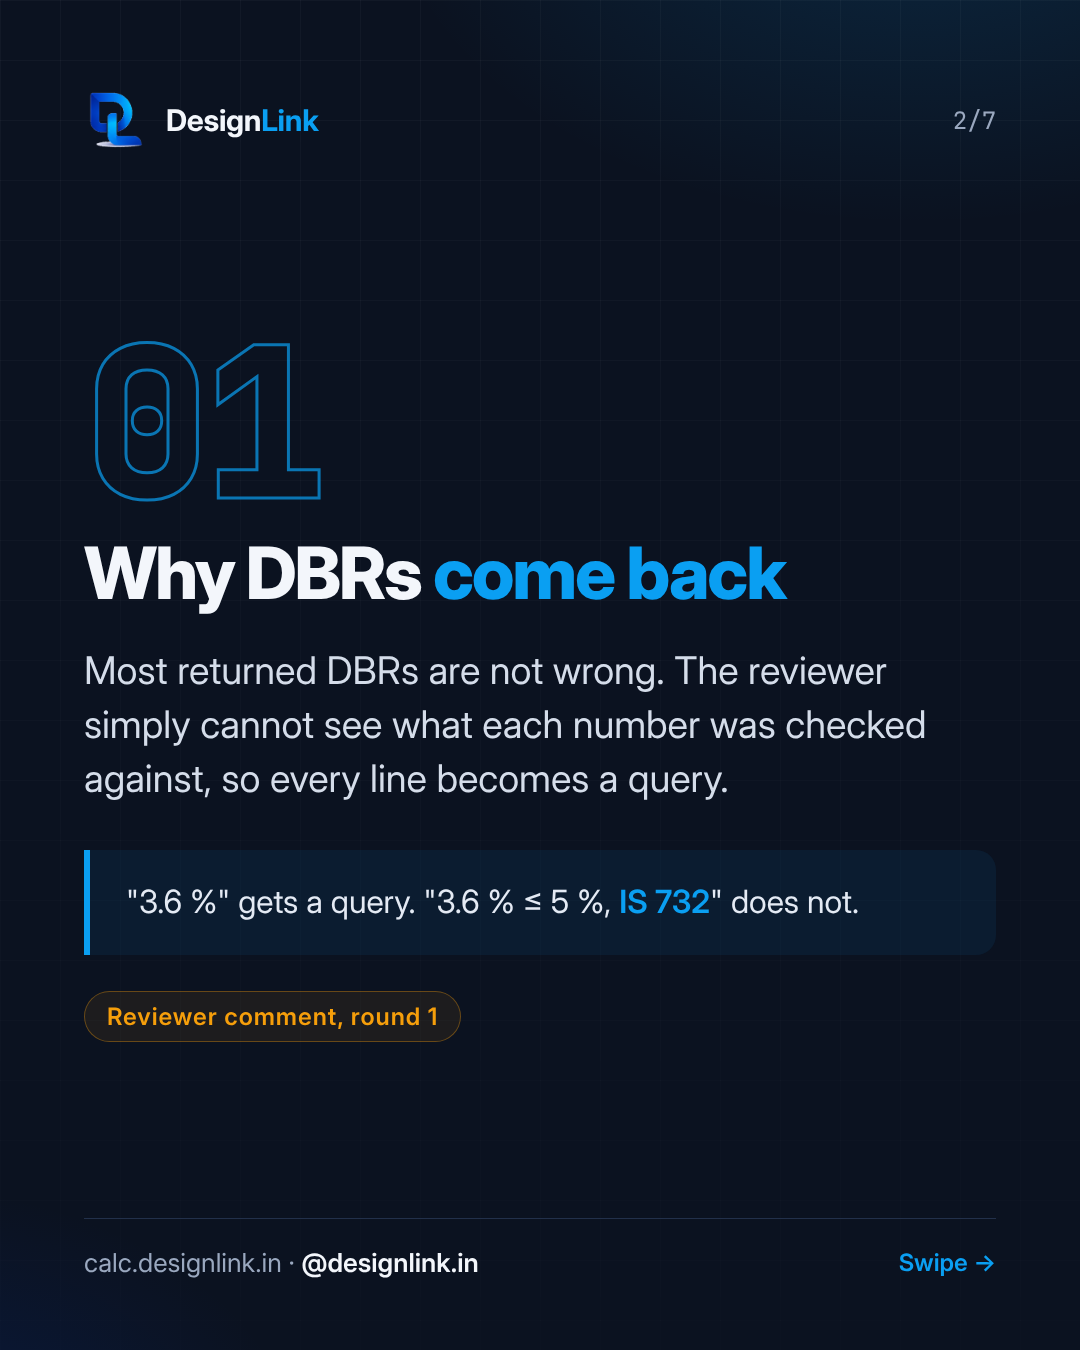 DesignLink
2/7
01
Why DBRs come back
Most returned DBRs are not wrong. The reviewer
simply cannot see what each number was checked
against, so every line becomes a query.
"3.6 %" gets a query. "3.6 % ≤ 5 %, IS 732" does not.
Reviewer comment, round 1
calc.designlink.in · @designlink.in
Swipe →